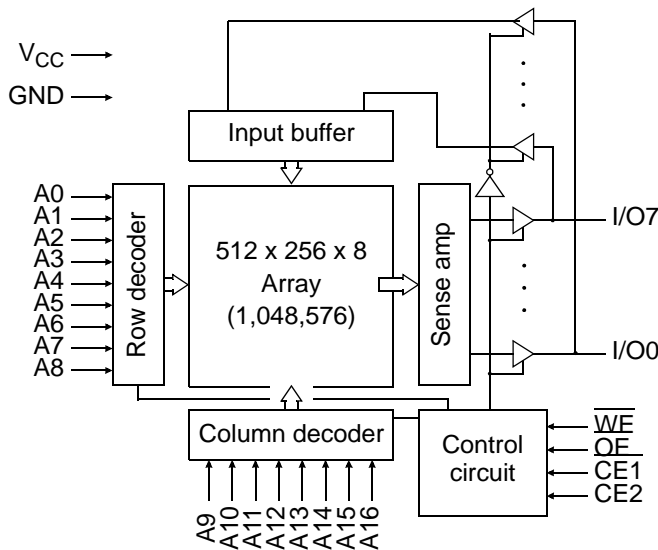 VCC
GND
Input buffer
A0
A1
A2
A3
A4
A5
A6
A7
A8
Row decoder
512 x 256 x 8
Array
(1,048,576)
Sense amp
I/O7
I/O0
Column decoder
Control
circuit
WE
OE
CE1
CE2
A9
A10
A11
A12
A13
A14
A15
A16